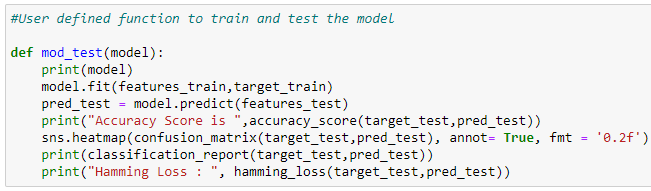 #User defined function to train and test the model
def mod_test(model):
    print(model)
    model.fit(features_train,target_train)
    pred_test = model.predict(features_test)
    print("Accuracy Score is ",accuracy_score(target_test,pred_test))
    sns.heatmap(confusion_matrix(target_test,pred_test), annot= True, fmt = '0.2f')
    print(classification_report(target_test,pred_test))
    print("Hamming Loss : ", hamming_loss(target_test,pred_test))